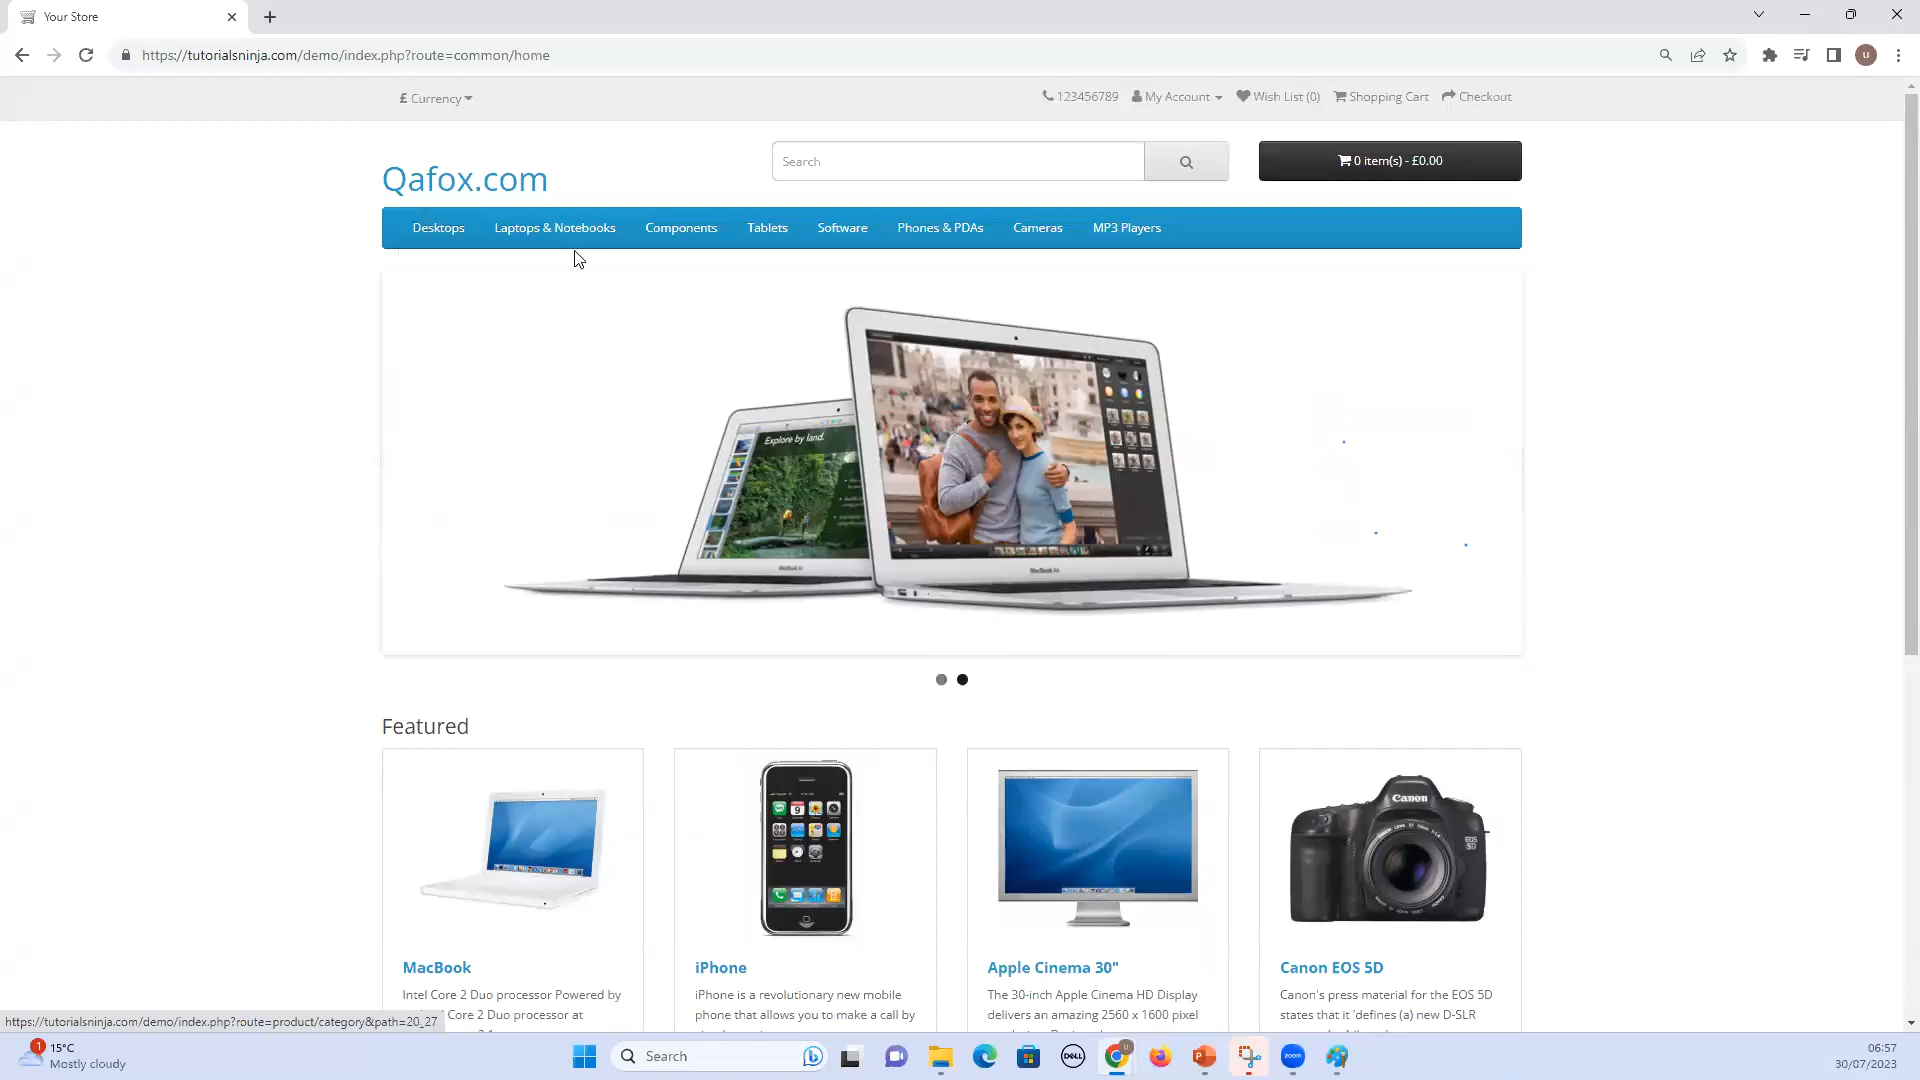 Your Store
https://tutorialsninja.com/demo/index.php?route=common/home
u
£ Currency
123456789 My Account Wish List (0) Shopping Cart Checkout
Qafox.com
Search
0 item(s) - £0.00
Desktops Laptops & Notebooks Components Tablets Software Phones & PDAs Cameras MP3 Players
Explore by land.
MacBook Air
MacBook Air
Featured
Canon
EOS
5D
MacBook iPhone Apple Cinema 30" Canon EOS 5D
Intel Core 2 Duo processor Powered by iPhone is a revolutionary new mobile The 30-inch Apple Cinema HD Display Canon's press material for the EOS 5D
Core 2 Duo processor at phone that allows you to make a call by delivers an amazing 2560 x 1600 pixel states that it 'defines (a) new D-SLR
https://tutorialsninja.com/demo/index.php?route=product/category&path=20_27
1
15°C
Mostly cloudy
Search
DELL
u
P
zoom
06:57
30/07/2023